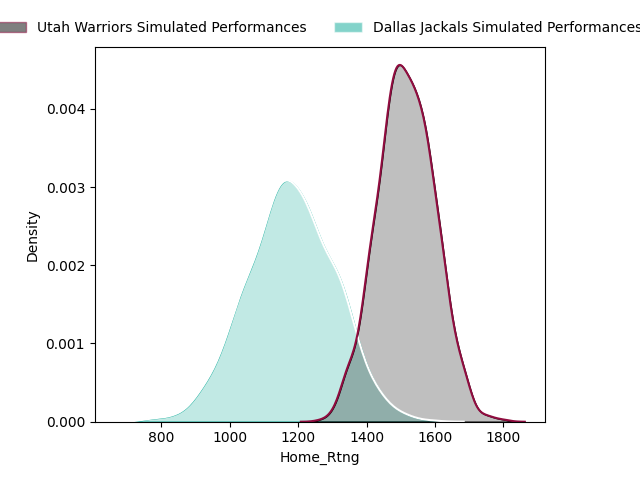 Utah Warriors Simulated Performances
Dallas Jackals Simulated Performances
0.004
0.003
0.002
0.001
0.000
Density
800
1000
1200
1400
1600
1800
Home_Rtng